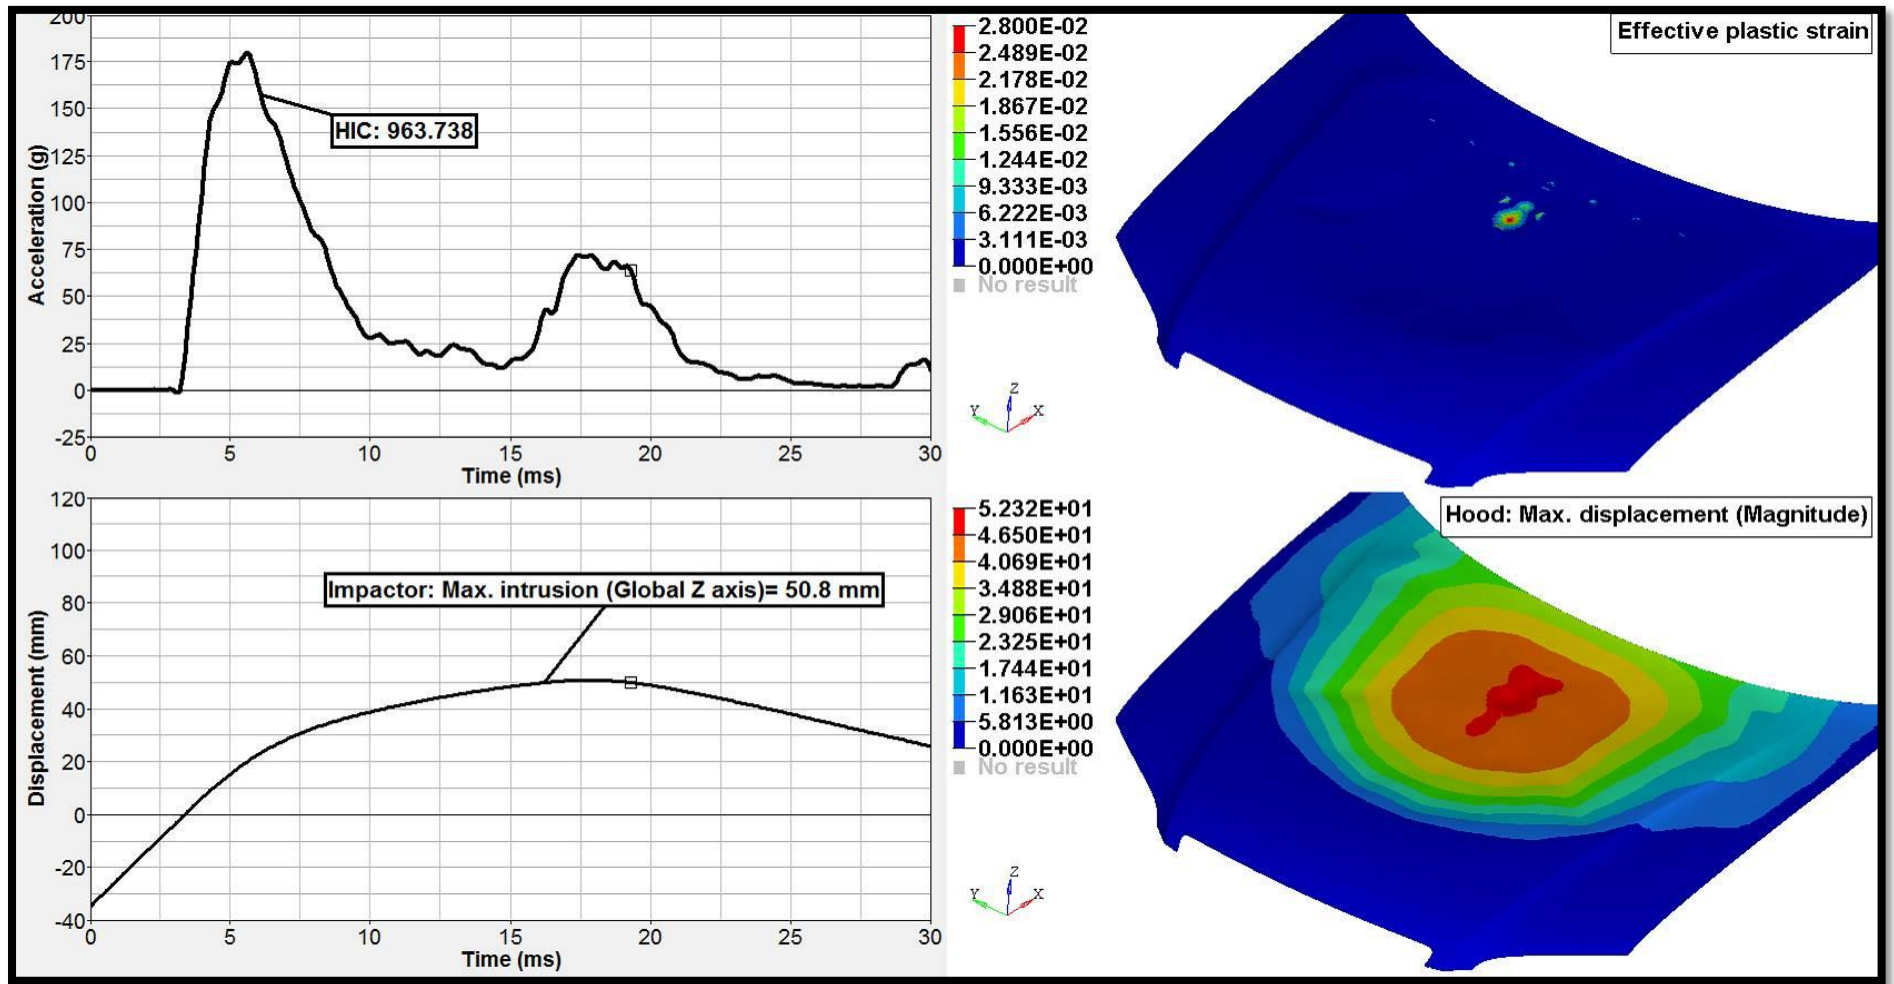 200
175
150
125
100
75
50
25
0
-25
Acceleration (g)
HIC: 963.738
0 5 10 15 20 25 30
Time (ms)
2.800E-02
2.489E-02
2.178E-02
1.867E-02
1.556E-02
1.244E-02
9.333E-03
6.222E-03
3.111E-03
0.000E+00
No result
Effective plastic strain
Z
Y
X
120
100
80
60
40
20
0
-20
-40
Displacement (mm)
Impactor: Max. intrusion (Global Z axis)= 50.8 mm
0 5 10 15 20 25 30
Time (ms)
5.232E+01
4.650E+01
4.069E+01
3.488E+01
2.906E+01
2.325E+01
1.744E+01
1.163E+01
5.813E+00
0.000E+00
No result
Hood: Max. displacement (Magnitude)
Z
Y
X